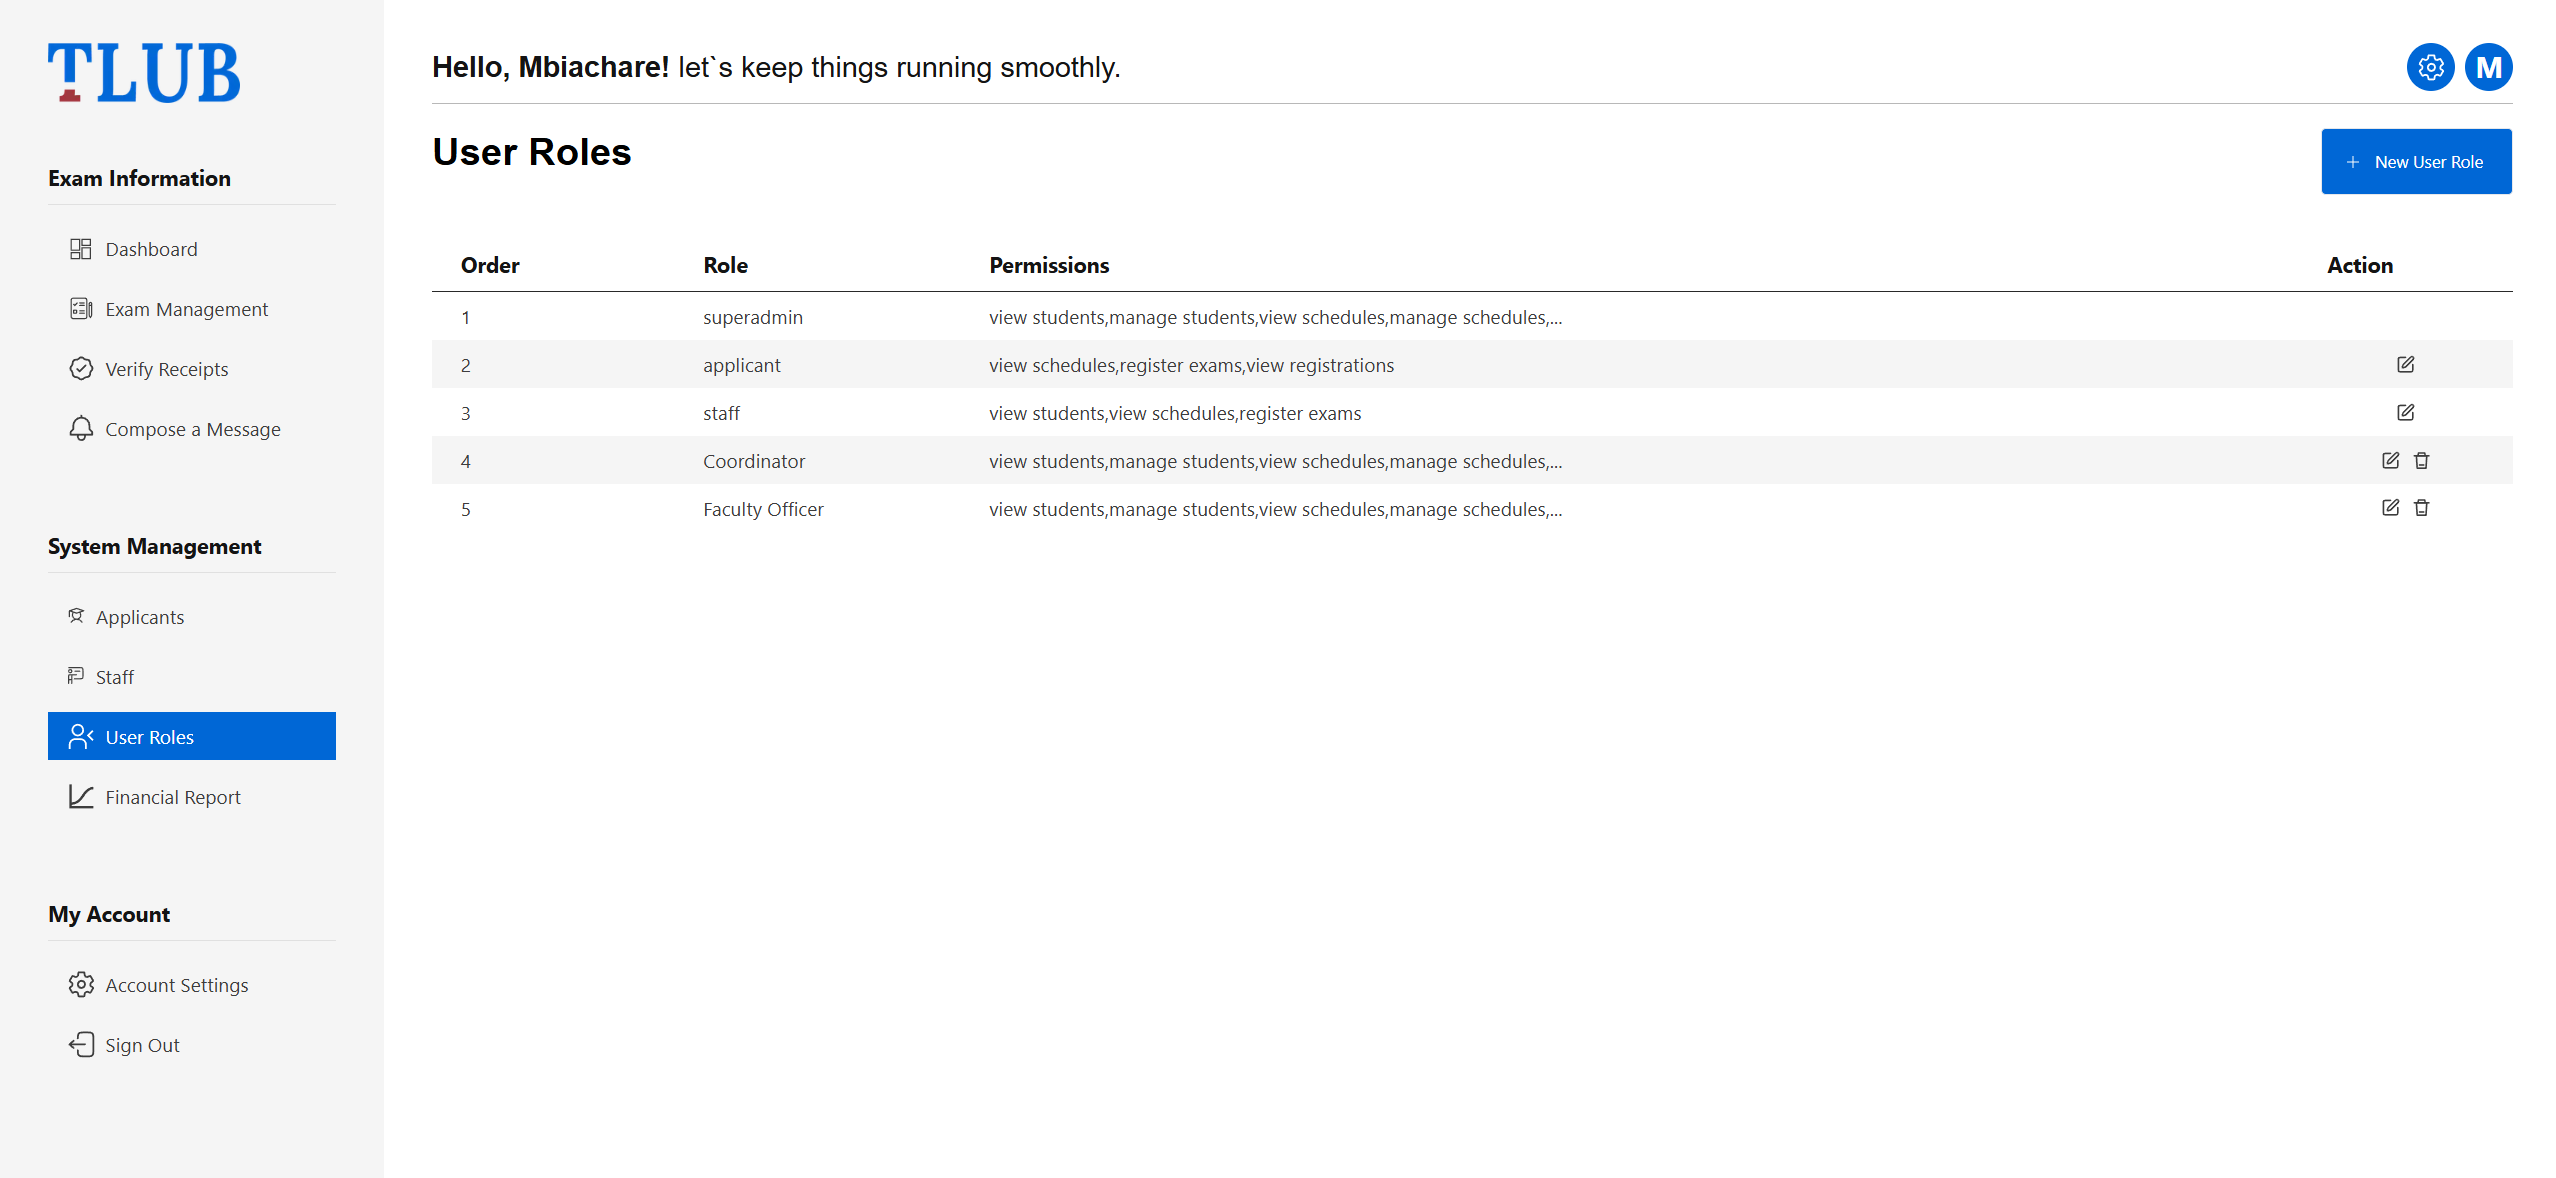 TLUB
Exam Information
Dashboard
Exam Management
Verify Receipts
Compose a Message
System Management
Applicants
Staff
User Roles
Financial Report
My Account
Account Settings
Sign Out
Hello, Mbiachare! let`s keep things running smoothly.
M
User Roles
New User Role
Order Role Permissions Action
1 superadmin view students,manage students,view schedules,manage schedules,...
2 applicant view schedules,register exams,view registrations
3 staff view students,view schedules,register exams
4 Coordinator view students,manage students,view schedules,manage schedules,...
5 Faculty Officer view students,manage students,view schedules,manage schedules,...